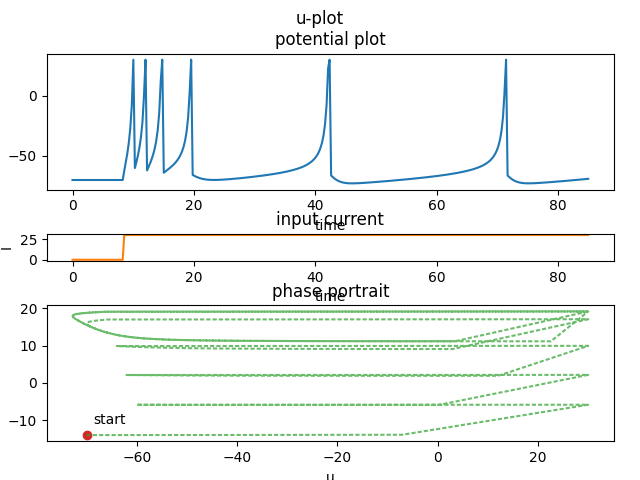 u-plot
potential plot
0
−50
0
20
40
60
80
time
input current
I
25
0
0
20
40
60
80
time
phase portrait
20
10
0
−10
start
−60
−40
−20
0
20
u